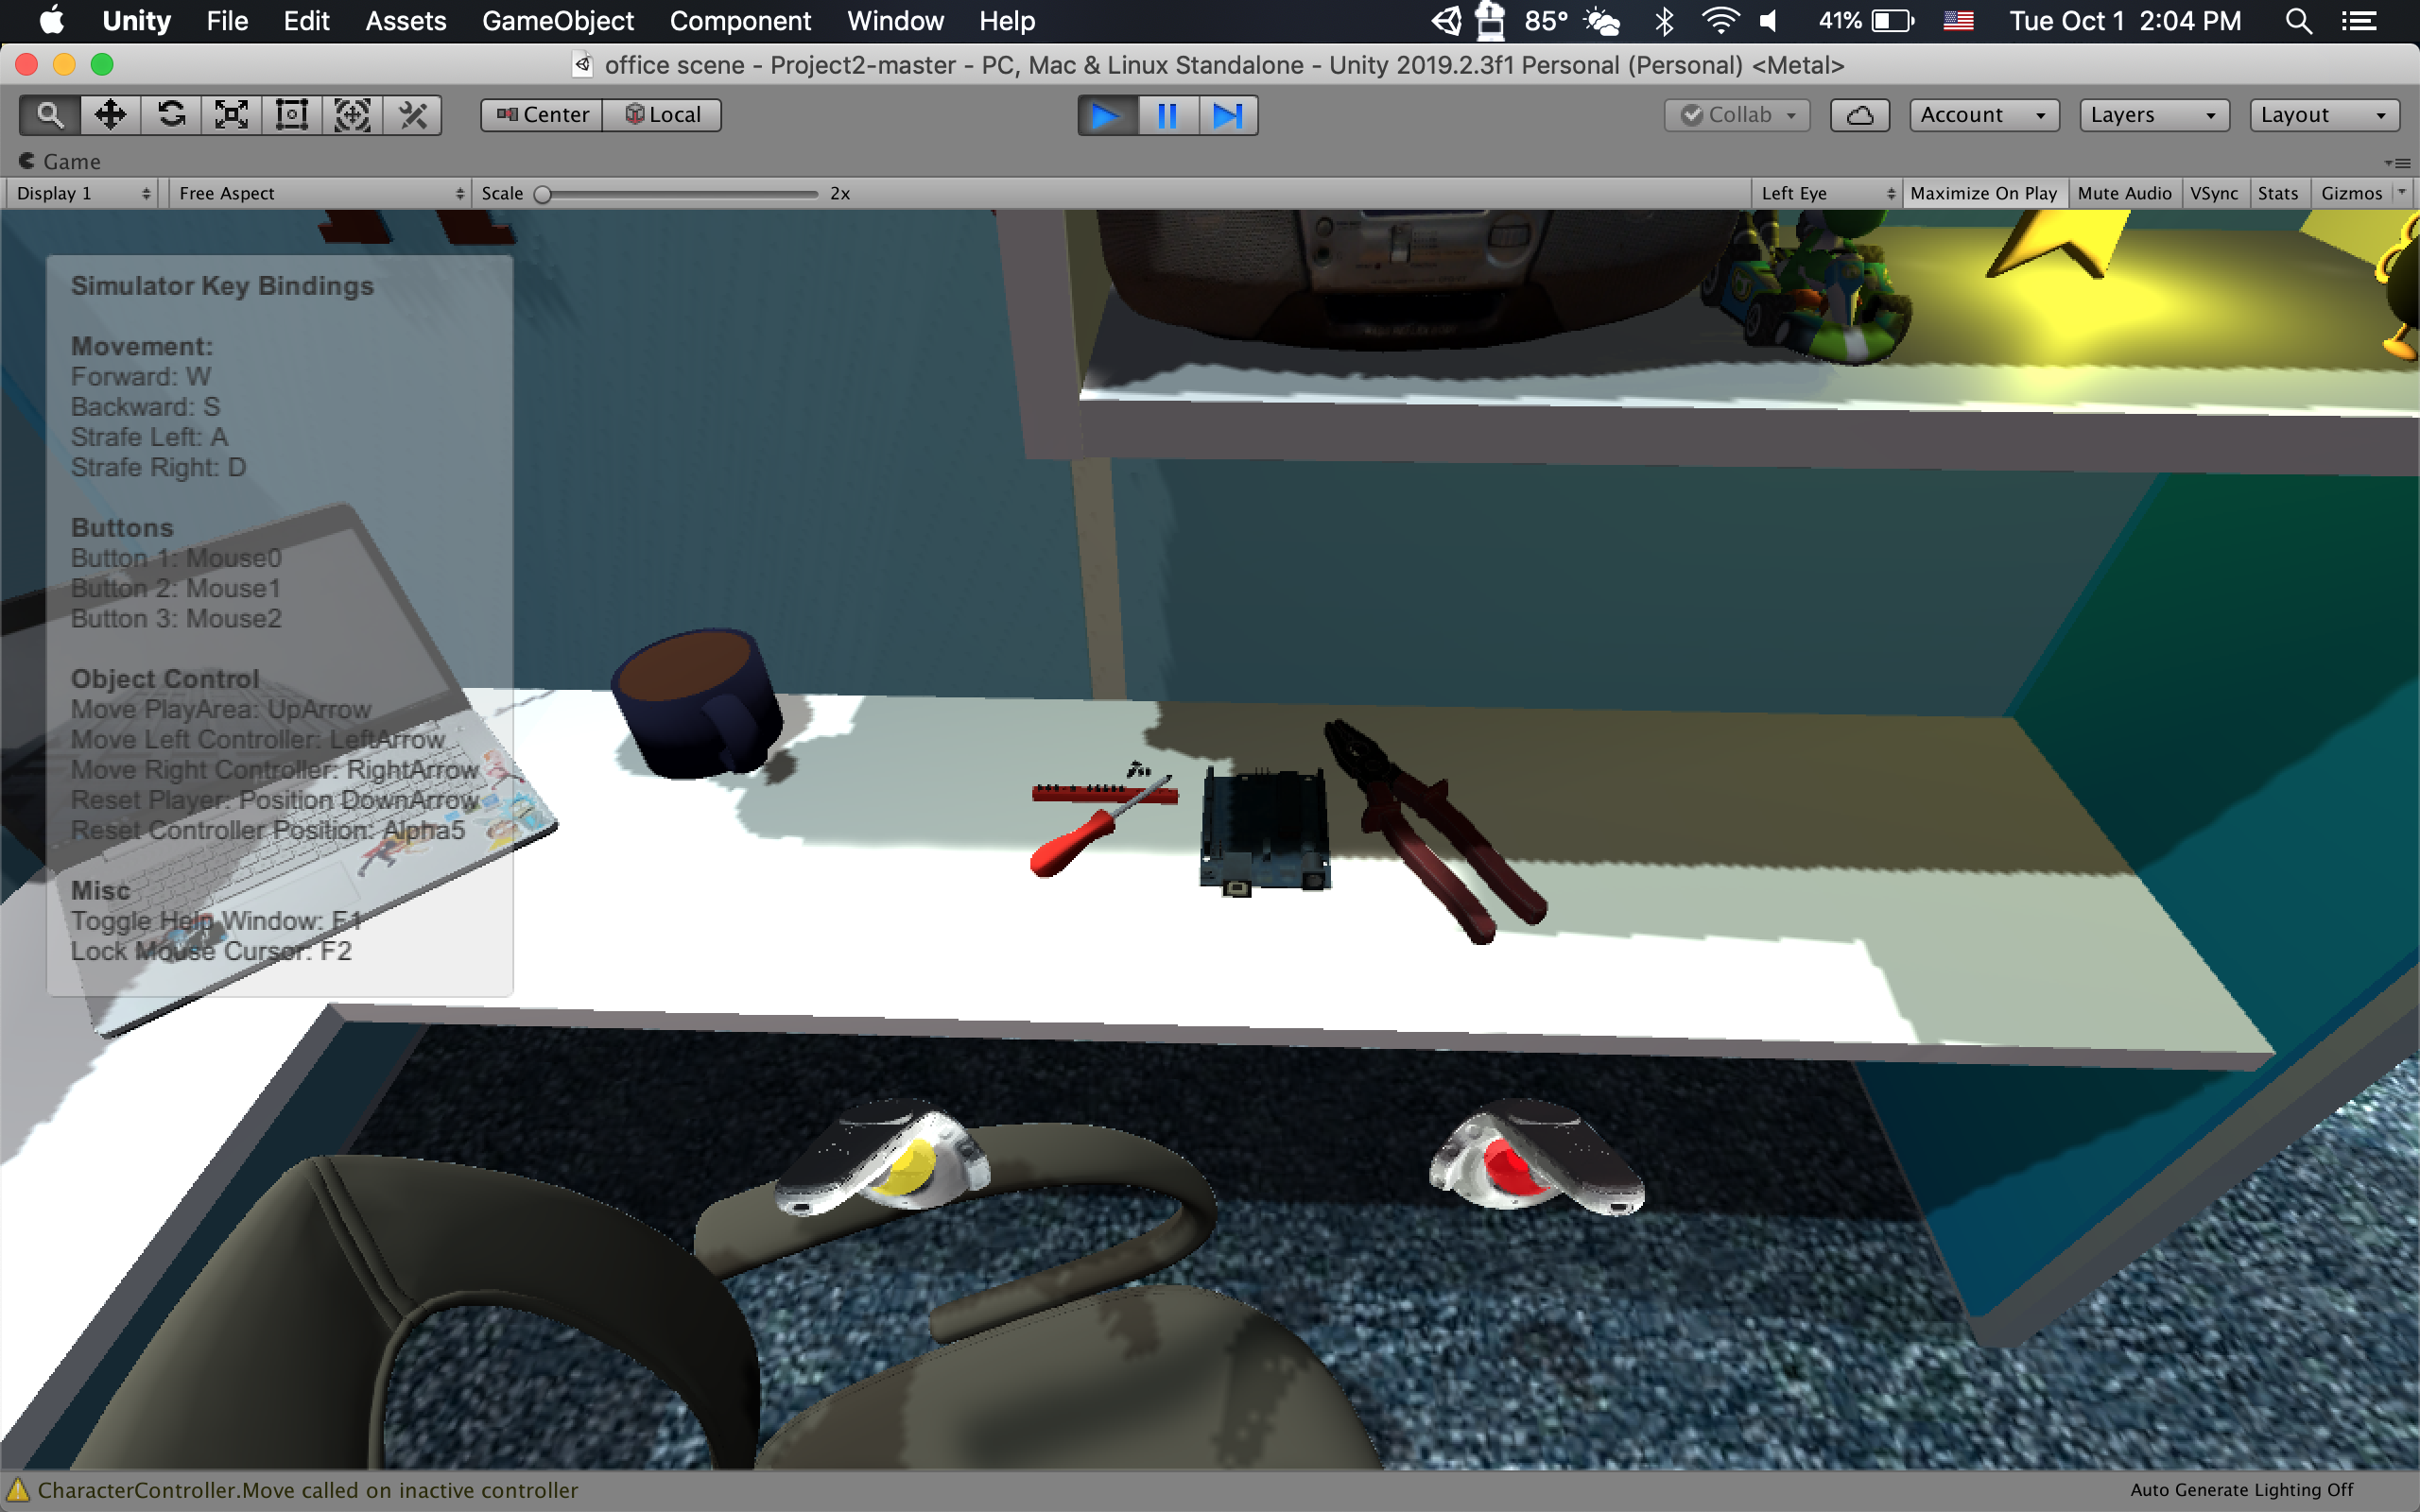 Unity File Edit Assets GameObject Component Window Help 85° 41% Tue Oct 1 2:04 PM
office scene - Project2-master - PC, Mac & Linux Standalone - Unity 2019.2.3f1 Personal (Personal) <Metal>
Center Local Collab Account Layers Layout
Game
Display 1 Free Aspect Scale 2x Left Eye Maximize On Play Mute Audio VSync Stats Gizmos
Simulator Key Bindings
Movement:
Forward: W
Backward: S
Strafe Left: A
Strafe Right: D
Buttons
Button 1: Mouse0
Button 2: Mouse1
Button 3: Mouse2
Object Control
Move PlayArea: UpArrow
Move Left Controller: LeftArrow
Move Right Controller: RightArrow
Reset Player: Position DownArrow
Reset Controller Position: Alpha5
Misc
Toggle Help Window: F1
Lock Mouse Cursor: F2
CharacterController.Move called on inactive controller
Auto Generate Lighting Off